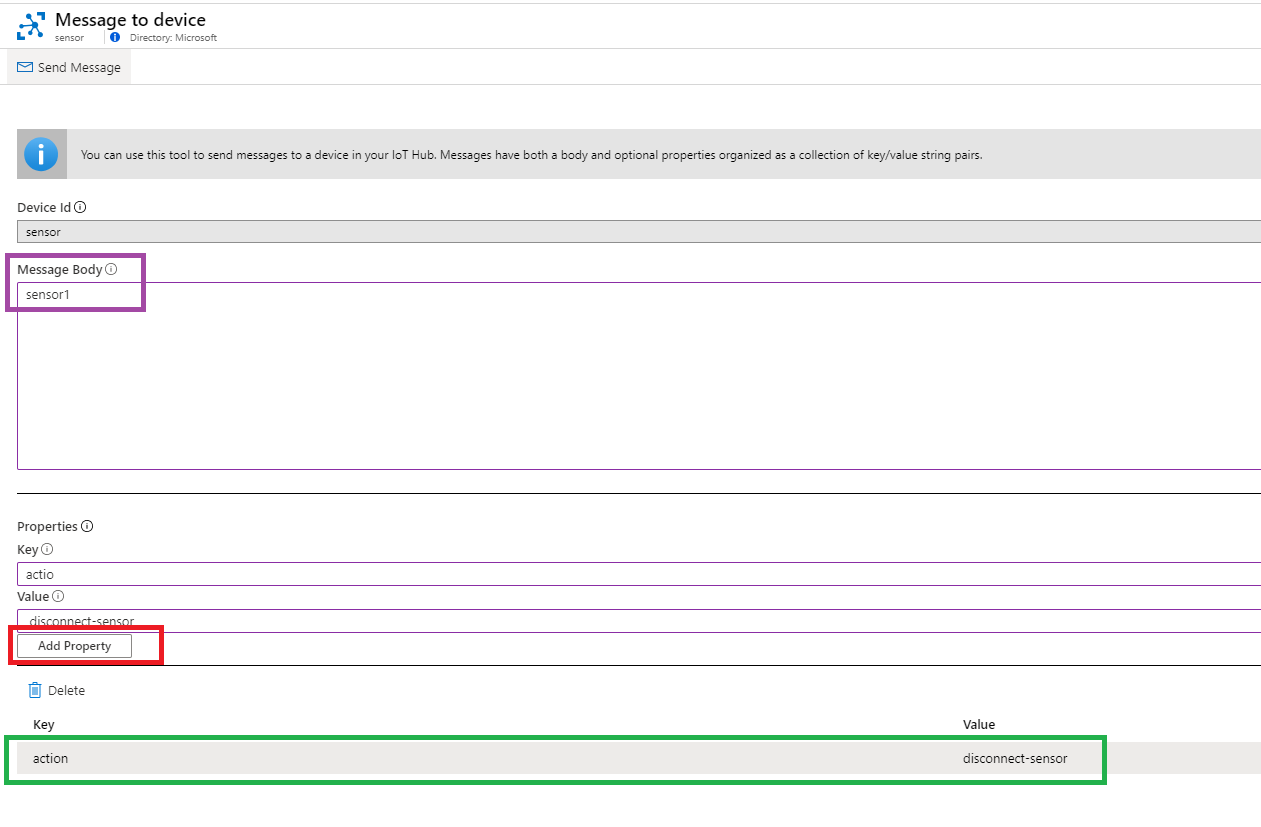 Message to device
sensor Directory: Microsoft
Send Message
You can use this tool to send messages to a device in your IoT Hub. Messages have both a body and optional properties organized as a collection of key/value string pairs.
Device Id
sensor
Message Body
sensor1
Properties
Key
actio
Value
disconnect-sensor
Add Property
Delete
Key Value
action disconnect-sensor